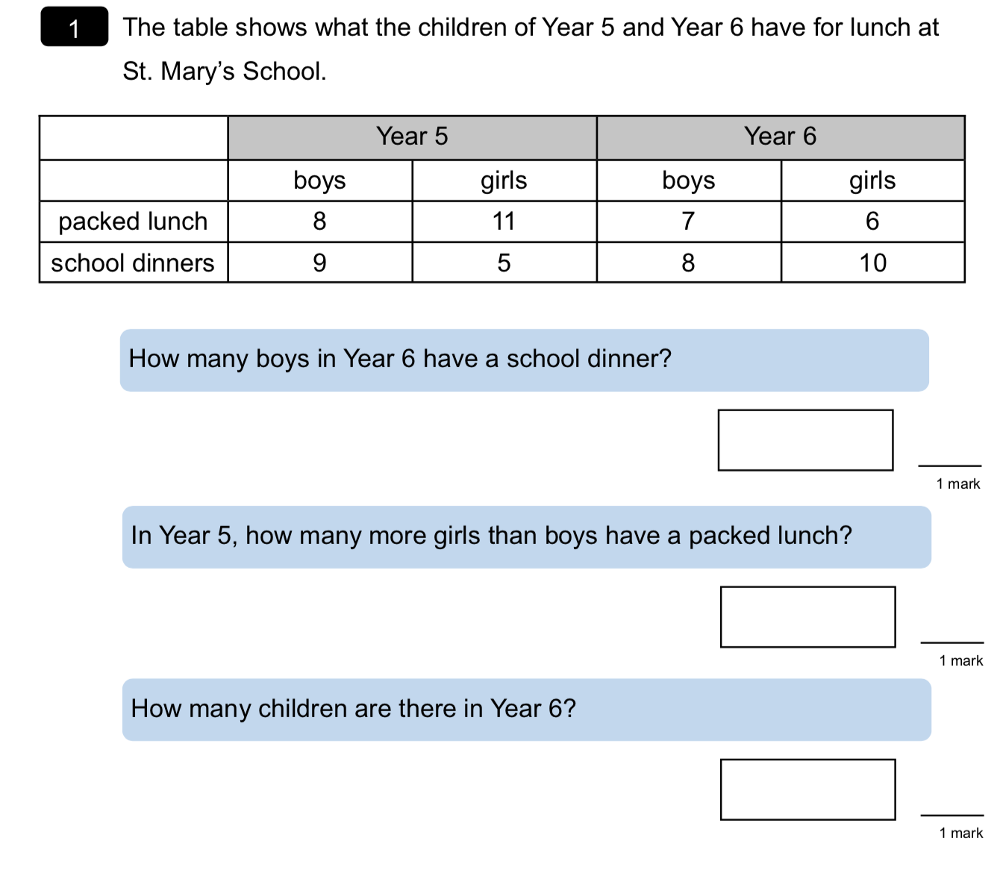 1 The table shows what the children of Year 5 and Year 6 have for lunch at
St. Mary’s School.
Year 5 Year 6
boys girls boys girls
packed lunch 8 11 7 6
school dinners 9 5 8 10
How many boys in Year 6 have a school dinner?
1 mark
In Year 5, how many more girls than boys have a packed lunch?
1 mark
How many children are there in Year 6?
1 mark